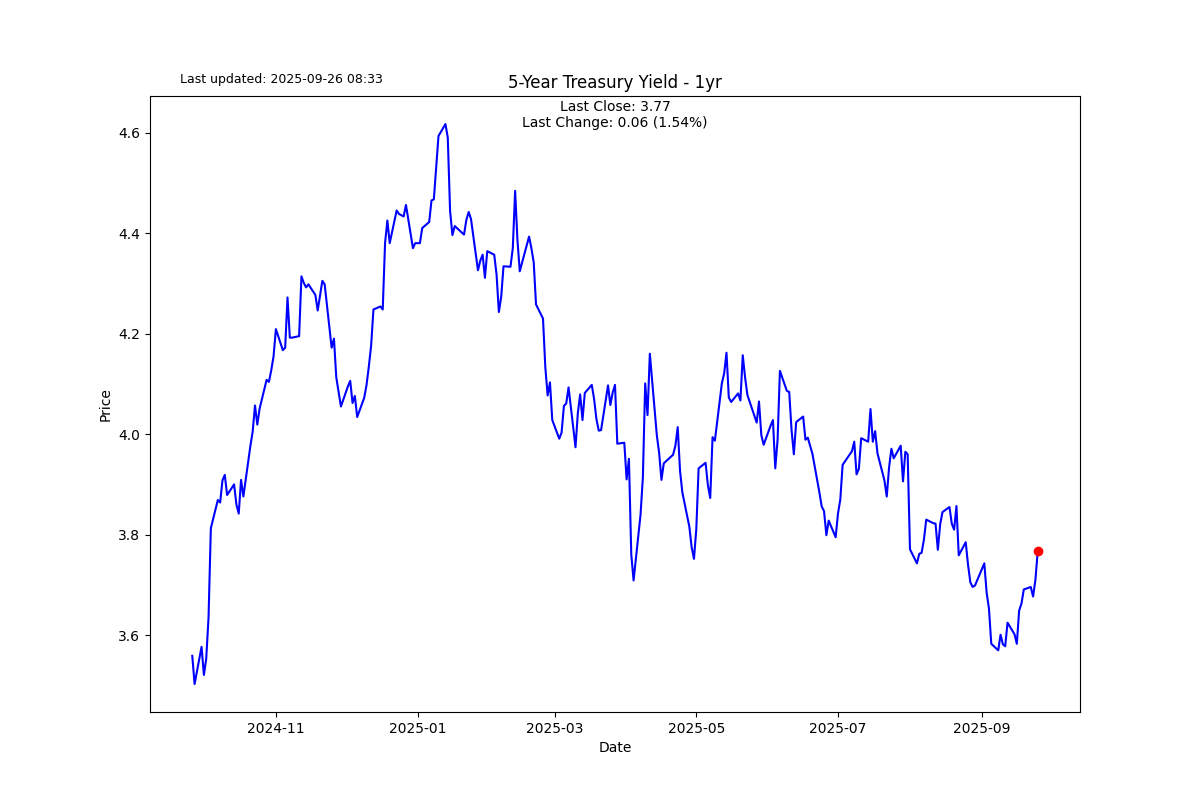 Last updated: 2025-09-26 08:33
5-Year Treasury Yield - 1yr
Last Close: 3.77
Last Change: 0.06 (1.54%)
4.6
4.4
4.2
4.0
3.8
3.6
Price
2024-11
2025-01
2025-03
2025-05
2025-07
2025-09
Date